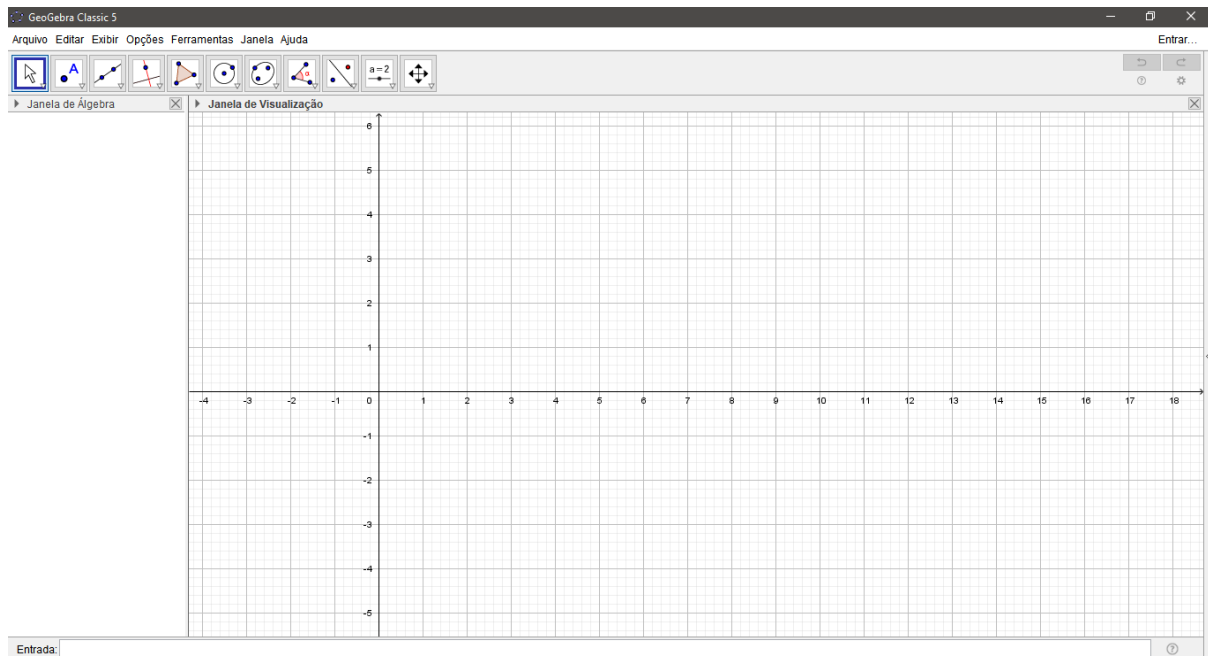 GeoGebra Classic 5
Arquivo Editar Exibir Opções Ferramentas Janela Ajuda Entrar...
A α a=2
Janela de Álgebra Janela de Visualização
6
5
4
3
2
1
-4 -3 -2 -1 0 1 2 3 4 5 6 7 8 9 10 11 12 13 14 15 16 17 18
-1
-2
-3
-4
-5
Entrada: